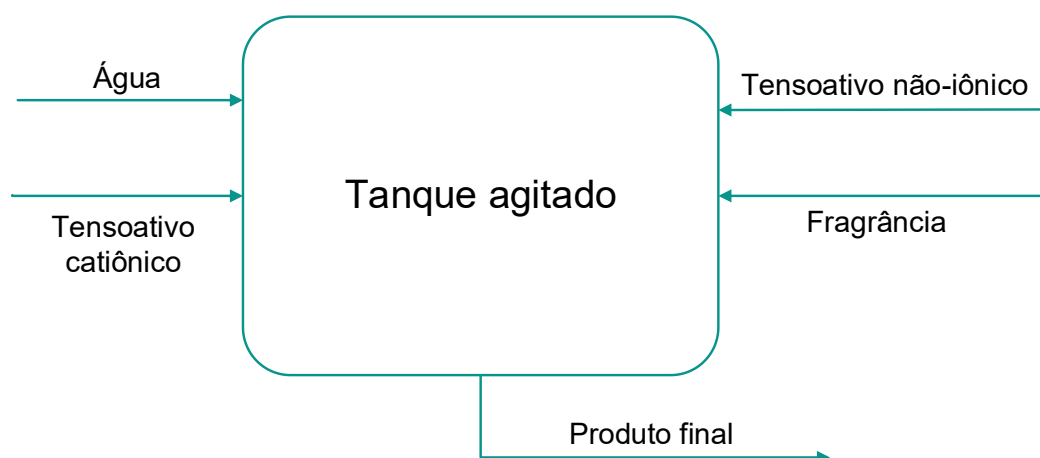 Água
Tensoativo não-iônico
Tanque agitado
Tensoativo
catiônico
Fragrância
Produto final